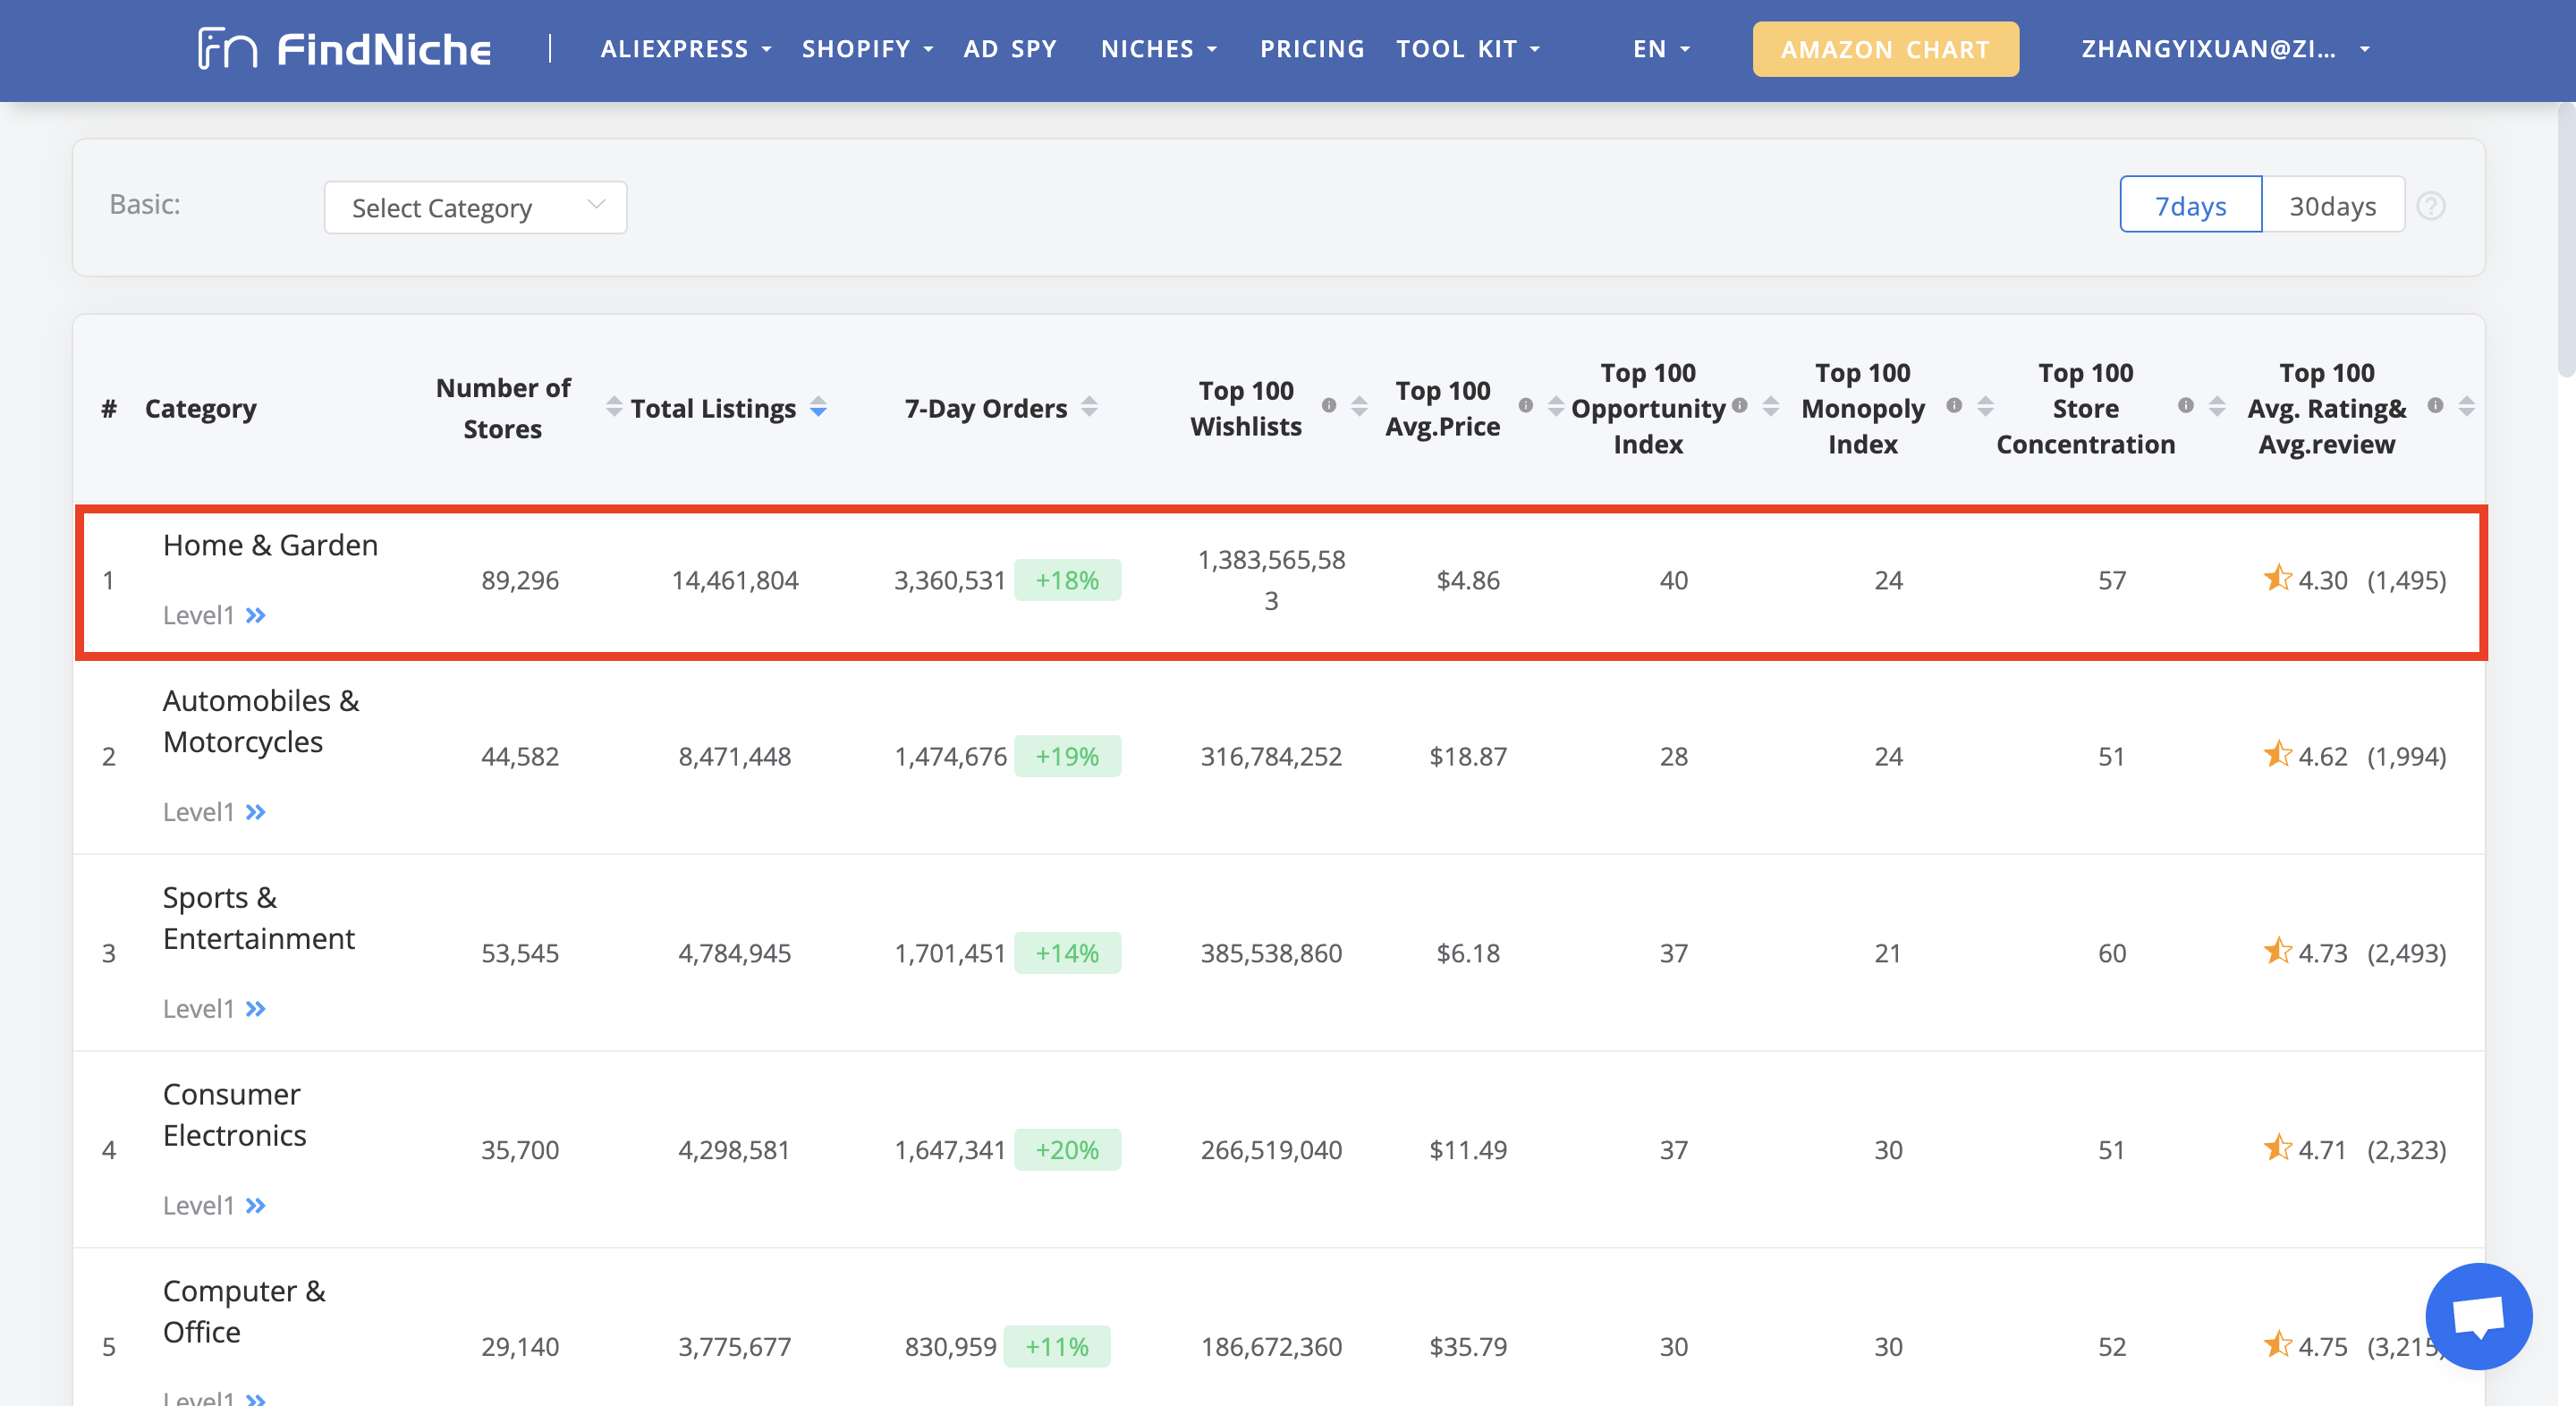 FindNiche
ALIEXPRESS SHOPIFY AD SPY NICHES PRICING TOOL KIT EN AMAZON CHART ZHANGYIXUAN@ZI...
Basic: Select Category 7days 30days
# Category Number of Stores Total Listings 7-Day Orders Top 100 Wishlists Top 100 Avg.Price Top 100 Opportunity Index Top 100 Monopoly Index Top 100 Store Concentration Top 100 Avg. Rating& Avg.review
1 Home & Garden 89,296 14,461,804 3,360,531 +18% 1,383,565,583 $4.86 40 24 57 4.30 (1,495)
Level1
2 Automobiles & Motorcycles 44,582 8,471,448 1,474,676 +19% 316,784,252 $18.87 28 24 51 4.62 (1,994)
Level1
3 Sports & Entertainment 53,545 4,784,945 1,701,451 +14% 385,538,860 $6.18 37 21 60 4.73 (2,493)
Level1
4 Consumer Electronics 35,700 4,298,581 1,647,341 +20% 266,519,040 $11.49 37 30 51 4.71 (2,323)
Level1
5 Computer & Office 29,140 3,775,677 830,959 +11% 186,672,360 $35.79 30 30 52 4.75 (3,215)
Level1